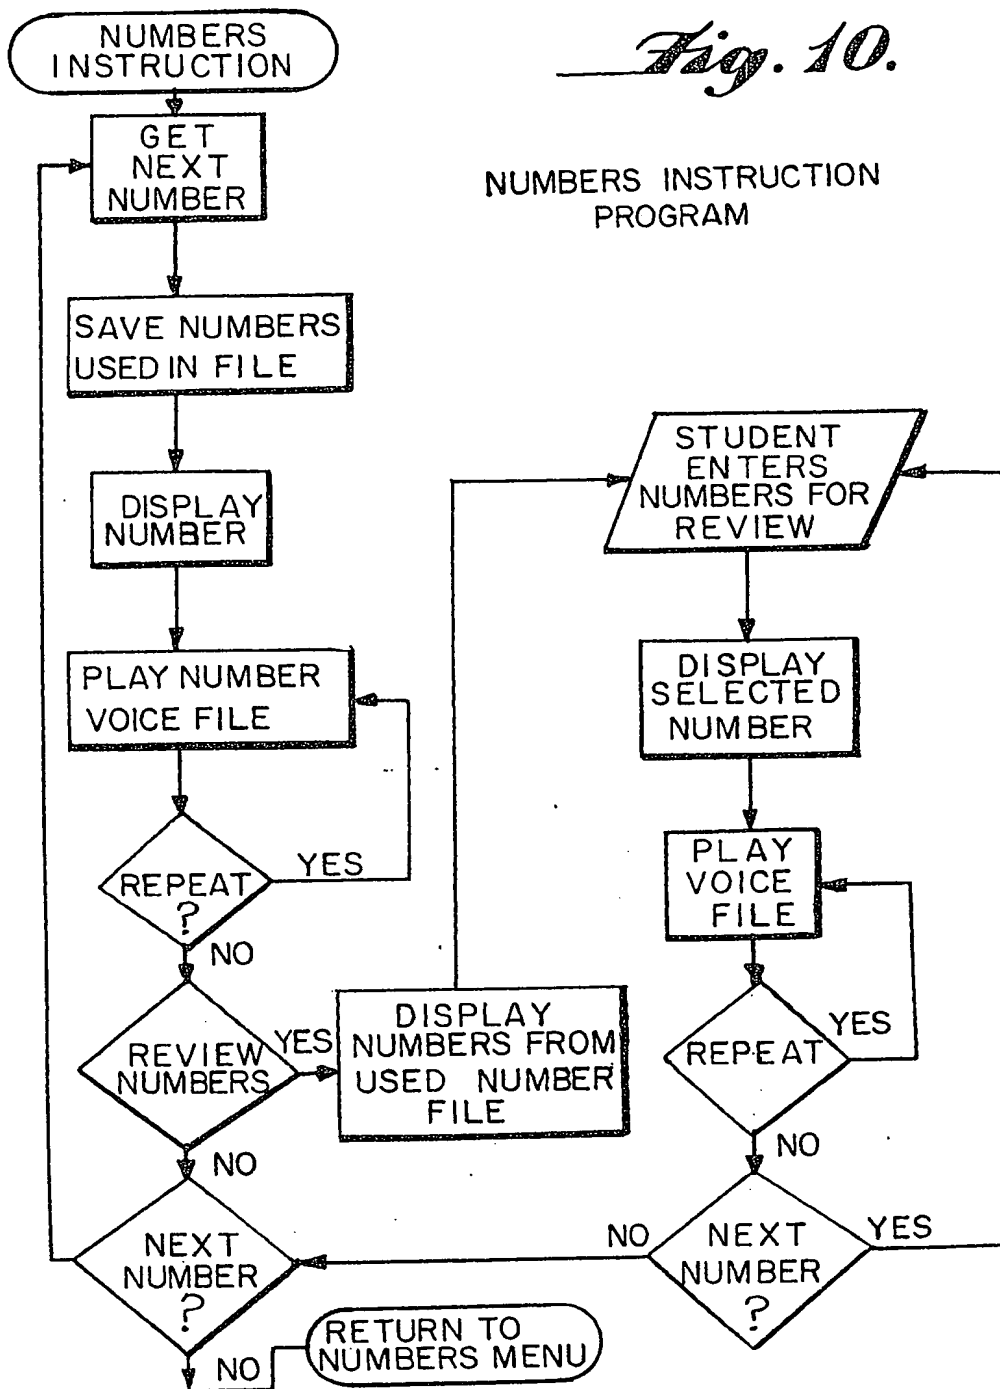 NUMBERS
INSTRUCTION
Fig. 10.
GET
NEXT
NUMBER
NUMBERS INSTRUCTION
PROGRAM
SAVE NUMBERS
USED IN FILE
DISPLAY
NUMBER
PLAY NUMBER
VOICE FILE
REPEAT
?
YES
NO
REVIEW
NUMBERS
YES
NO
DISPLAY
NUMBERS FROM
USED NUMBER
FILE
STUDENT
ENTERS
NUMBERS FOR
REVIEW
DISPLAY
SELECTED
NUMBER
PLAY
VOICE
FILE
REPEAT
YES
NO
NEXT
NUMBER
?
YES
NO
NEXT
NUMBER
?
NO
RETURN TO
NUMBERS MENU